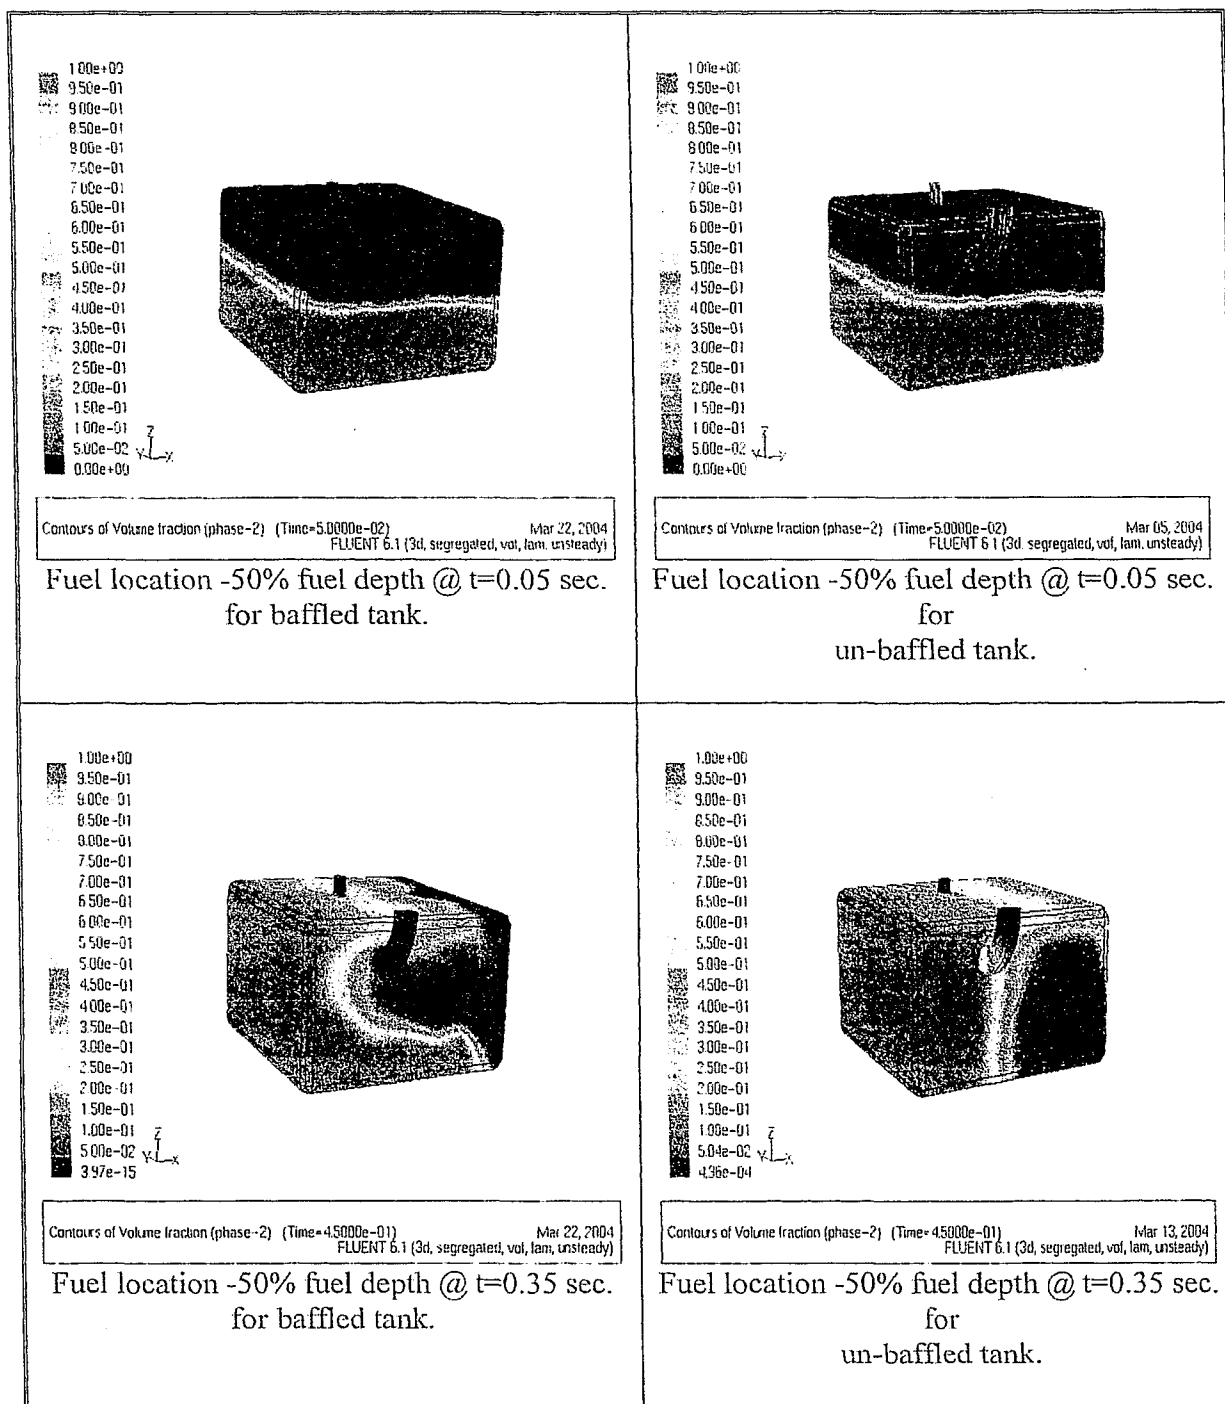 1.00e+00
9.50e-01
9.00e-01
8.50e-01
8.00e-01
7.50e-01
7.00e-01
6.50e-01
6.00e-01
5.50e-01
5.00e-01
4.50e-01
4.00e-01
3.50e-01
3.00e-01
2.50e-01
2.00e-01
1.50e-01
1.00e-01
5.00e-02
0.00e+00
Z
Y X
Contours of Volume fraction (phase-2) (Time=5.0000e-02) Mar 22, 2004
FLUENT 6.1 (3d, segregated, vof, lam, unsteady)
Fuel location -50% fuel depth @ t=0.05 sec.
for baffled tank.
1.00e+00
9.50e-01
9.00e-01
8.50e-01
8.00e-01
7.50e-01
7.00e-01
6.50e-01
6.00e-01
5.50e-01
5.00e-01
4.50e-01
4.00e-01
3.50e-01
3.00e-01
2.50e-01
2.00e-01
1.50e-01
1.00e-01
5.00e-02
0.00e+00
Z
Y X
Contours of Volume fraction (phase-2) (Time=5.0000e-02) Mar 05, 2004
FLUENT 6.1 (3d, segregated, vof, lam, unsteady)
Fuel location -50% fuel depth @ t=0.05 sec.
for
un-baffled tank.
1.00e+00
9.50e-01
9.00e-01
8.50e-01
8.00e-01
7.50e-01
7.00e-01
6.50e-01
6.00e-01
5.50e-01
5.00e-01
4.50e-01
4.00e-01
3.50e-01
3.00e-01
2.50e-01
2.00e-01
1.50e-01
1.00e-01
5.00e-02
3.97e-15
Z
Y X
Contours of Volume fraction (phase-2) (Time=4.5000e-01) Mar 22, 2004
FLUENT 6.1 (3d, segregated, vof, lam, unsteady)
Fuel location -50% fuel depth @ t=0.35 sec.
for baffled tank.
1.00e+00
9.50e-01
9.00e-01
8.50e-01
8.00e-01
7.50e-01
7.00e-01
6.50e-01
6.00e-01
5.50e-01
5.00e-01
4.50e-01
4.00e-01
3.50e-01
3.00e-01
2.50e-01
2.00e-01
1.50e-01
1.00e-01
5.04e-02
4.36e-04
Z
Y X
Contours of Volume fraction (phase-2) (Time=4.5000e-01) Mar 13, 2004
FLUENT 6.1 (3d, segregated, vof, lam, unsteady)
Fuel location -50% fuel depth @ t=0.35 sec.
for
un-baffled tank.